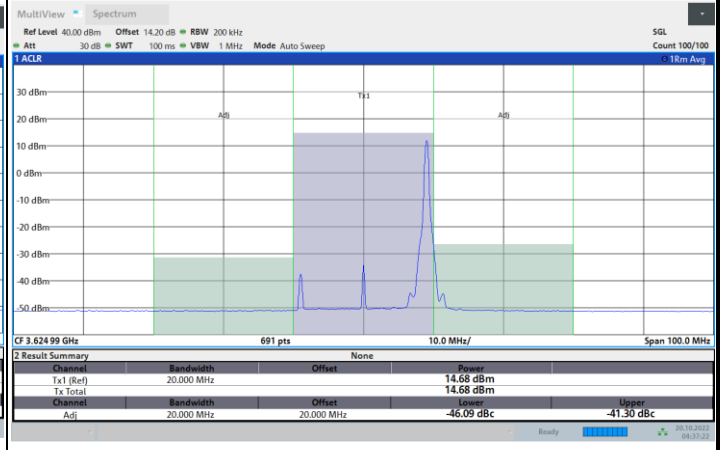 MultiView Spectrum
Ref Level 40.00 dBm Offset 14.20 dB RBW 200 kHz SGL
Att 30 dB SWT 100 ms VBW 1 MHz Mode Auto Sweep Count 100/100
1 ACLR 1Rm Avg
30 dBm
Tx1
20 dBm Adj Adj
10 dBm
0 dBm
-10 dBm
-20 dBm
-30 dBm
-40 dBm
-50 dBm
CF 3.624 99 GHz 691 pts 10.0 MHz/ Span 100.0 MHz
2 Result Summary None
Channel Bandwidth Offset Power
Tx1 (Ref) 20.000 MHz 14.68 dBm
Tx Total 14.68 dBm
Channel Bandwidth Offset Lower Upper
Adj 20.000 MHz 20.000 MHz -46.09 dBc -41.30 dBc
Ready 20.10.2022
04:37:22